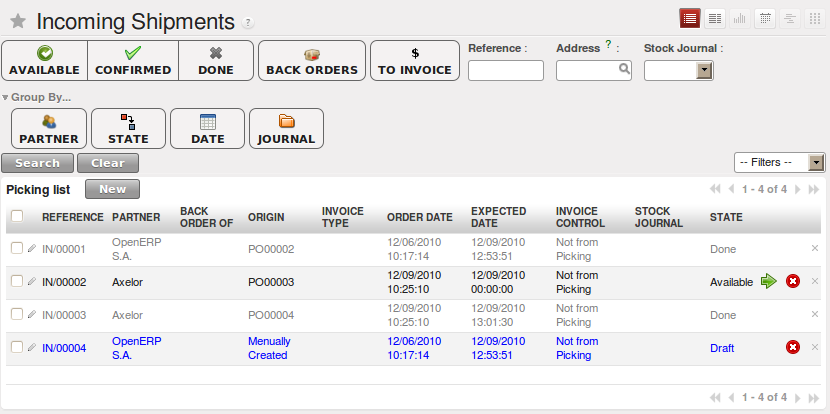 Incoming Shipments ?
AVAILABLE CONFIRMED DONE BACK ORDERS $ TO INVOICE Reference : Address ? : Stock Journal :
Group By...
PARTNER STATE DATE JOURNAL
Search Clear -- Filters --
Picking list New 1 - 4 of 4
REFERENCE PARTNER BACK ORDER OF ORIGIN INVOICE TYPE ORDER DATE EXPECTED DATE INVOICE CONTROL STOCK JOURNAL STATE
IN/00001 OpenERP S.A. PO00002 12/06/2010 10:17:14 12/09/2010 12:53:51 Not from Picking Done
IN/00002 Axelor PO00003 12/09/2010 10:25:10 12/09/2010 00:00:00 Not from Picking Available
IN/00003 Axelor PO00004 12/09/2010 10:25:10 12/09/2010 13:01:30 Not from Picking Done
IN/00004 OpenERP S.A. Menually Created 12/06/2010 10:17:14 12/09/2010 12:53:51 Not from Picking Draft
1 - 4 of 4